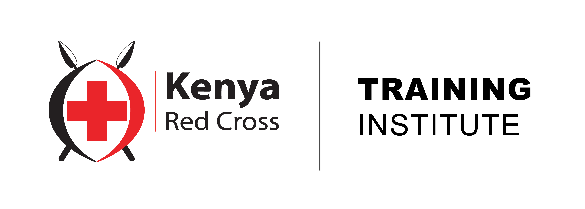 Kenya
Red Cross
TRAINING
INSTITUTE